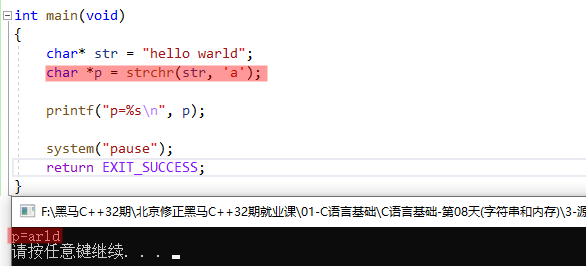 int main(void)
{
char* str = "hello warld";
char *p = strchr(str, 'a');
printf("p=%s\n", p);
system("pause");
return EXIT_SUCCESS;
}
F:\黑马C++32期\北京修正黑马C++32期就业课\01-C语言基础\C语言基础-第08天(字符串和内存)\3-源
p=arld
请按任意键继续. . .